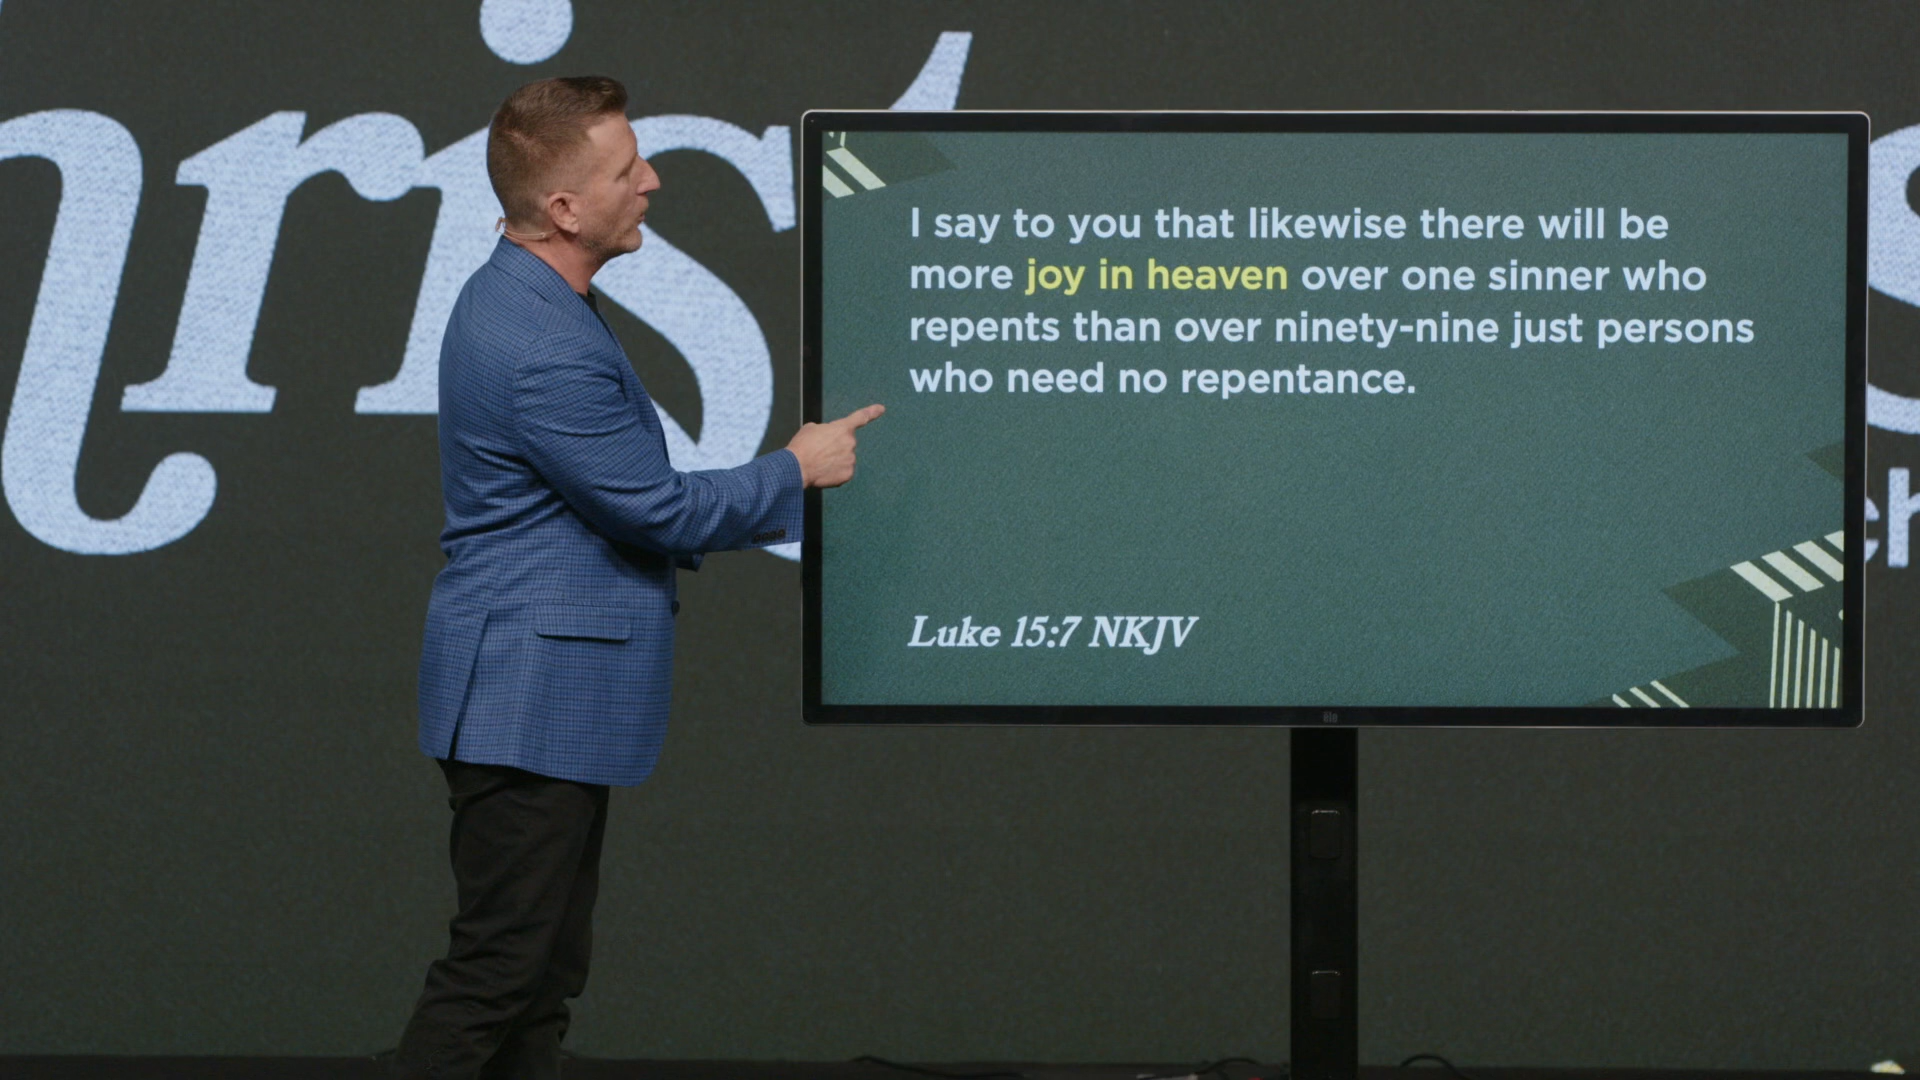 I say to you that likewise there will be
more joy in heaven over one sinner who
repents than over ninety-nine just persons
who need no repentance.
Luke 15:7 NKJV
elo